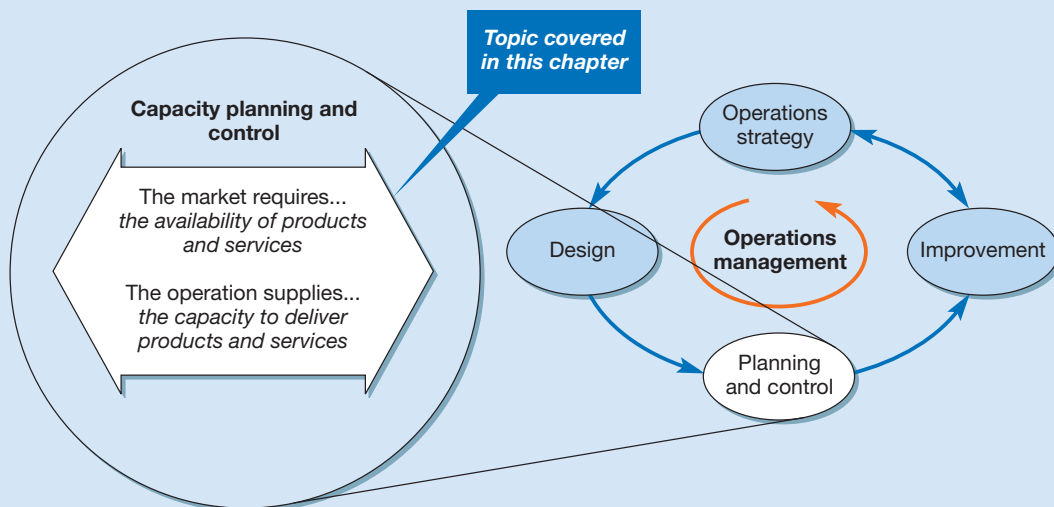 Topic covered
in this chapter
Capacity planning and
control
The market requires...
the availability of products
and services
The operation supplies...
the capacity to deliver
products and services
Operations
strategy
Design
Operations
management
Improvement
Planning
and control